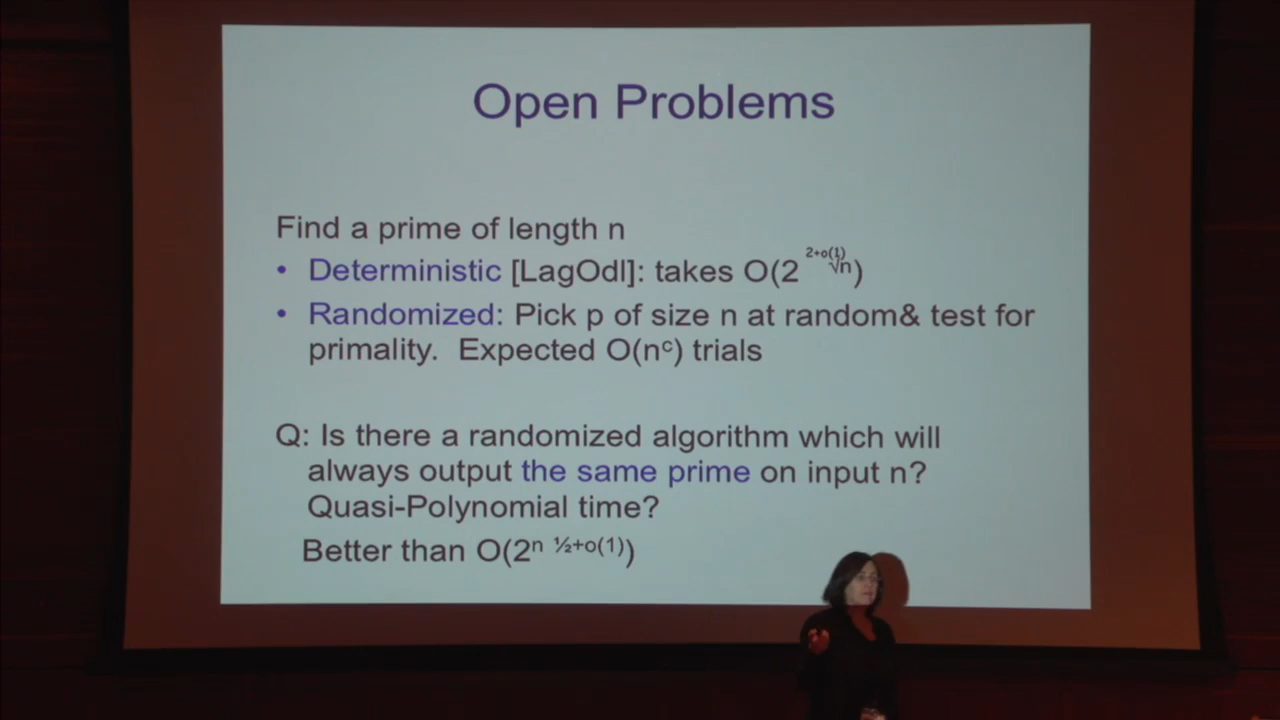 Open Problems
Find a prime of length n
• Deterministic [LagOdl]: takes O(2 ²⁺ᵒ⁽¹⁾√n)
• Randomized: Pick p of size n at random& test for
primality. Expected O(nᶜ) trials
Q: Is there a randomized algorithm which will
always output the same prime on input n?
Quasi-Polynomial time?
Better than O(2ⁿ ^½+o(1))